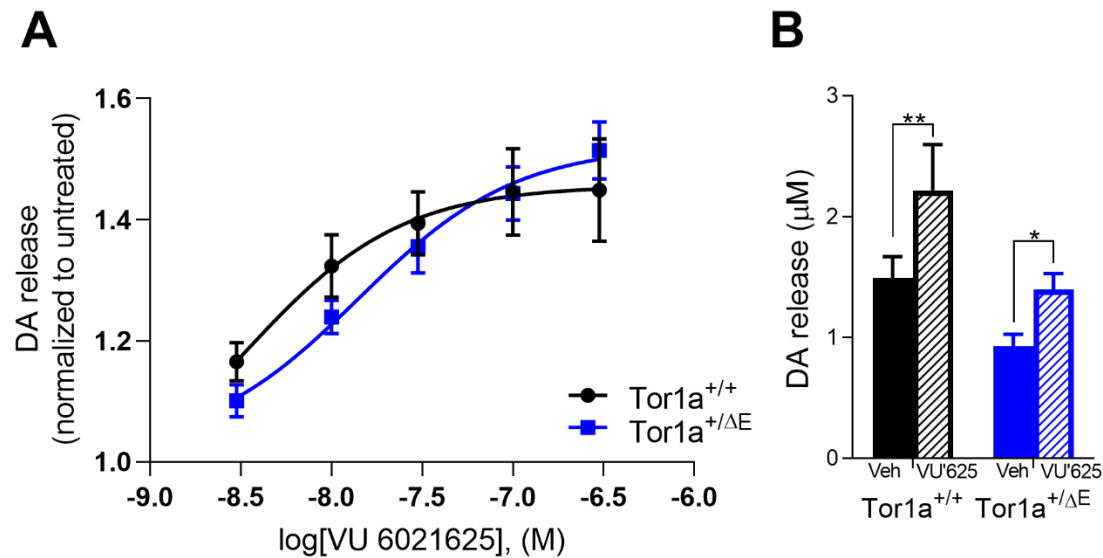 A
DA release
(normalized to untreated)
1.6
1.4
1.2
1.0
-9.0 -8.5 -8.0 -7.5 -7.0 -6.5 -6.0
log[VU 6021625], (M)
Tor1a+/+
Tor1a+/ΔE
B
DA release (μM)
3
2
1
0
**
*
Veh VU'625 Veh VU'625
Tor1a+/+ Tor1a+/ΔE